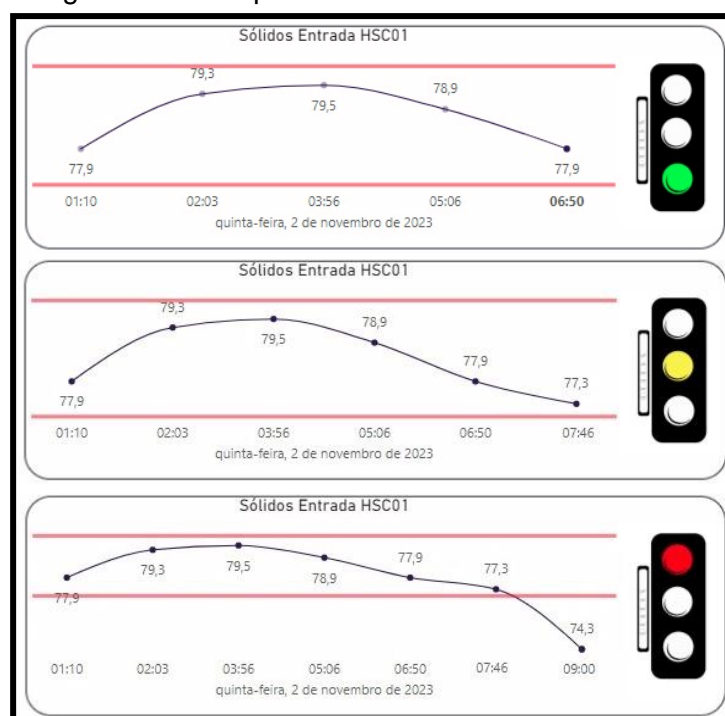 Sólidos Entrada HSC01
79,3
78,9
79,5
77,9
77,9
01:10 02:03 03:56 05:06 06:50
quinta-feira, 2 de novembro de 2023
Sólidos Entrada HSC01
79,3
78,9
79,5
77,9
77,3
77,9
01:10 02:03 03:56 05:06 06:50 07:46
quinta-feira, 2 de novembro de 2023
Sólidos Entrada HSC01
77,9 77,3
79,3 79,5 78,9
77,9
74,3
01:10 02:03 03:56 05:06 06:50 07:46 09:00
quinta-feira, 2 de novembro de 2023